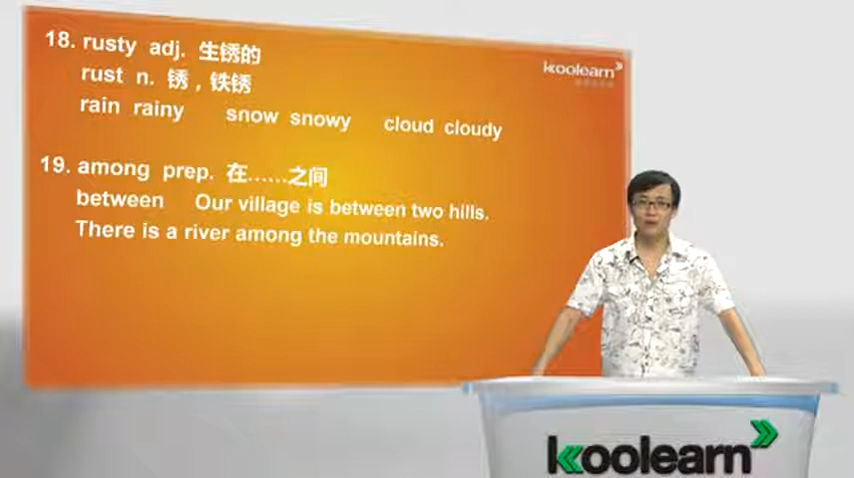 18. rusty adj. 生锈的
rust n. 锈，铁锈
rain rainy snow snowy cloud cloudy
19. among prep. 在……之间
between Our village is between two hills.
There is a river among the mountains.
koolearn
koolearn